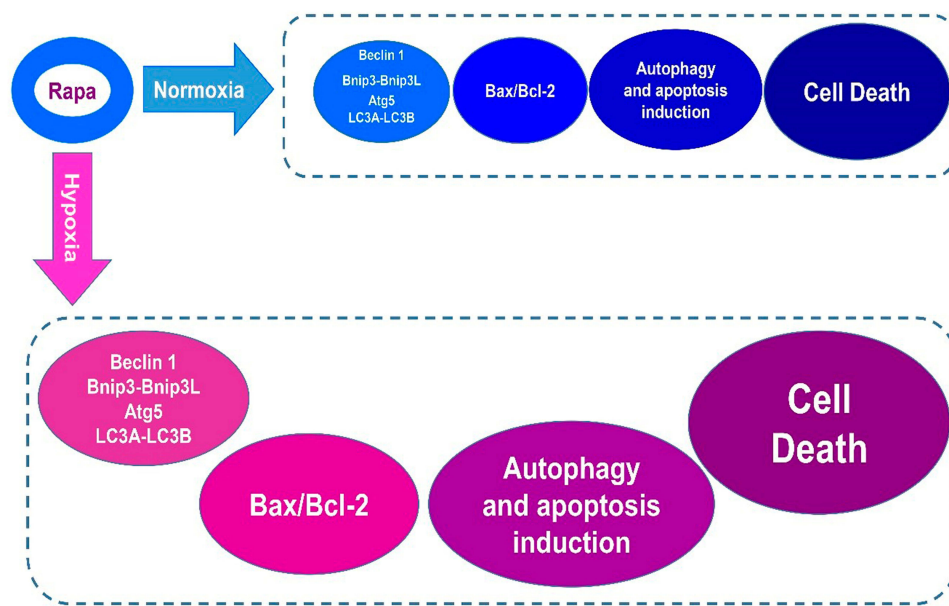 Rapa
Normoxia
Beclin 1
Bnip3-Bnip3L
Atg5
LC3A-LC3B
Bax/Bcl-2
Autophagy
and apoptosis
induction
Cell Death
Hypoxia
Beclin 1
Bnip3-Bnip3L
Atg5
LC3A-LC3B
Bax/Bcl-2
Autophagy
and apoptosis
induction
Cell
Death